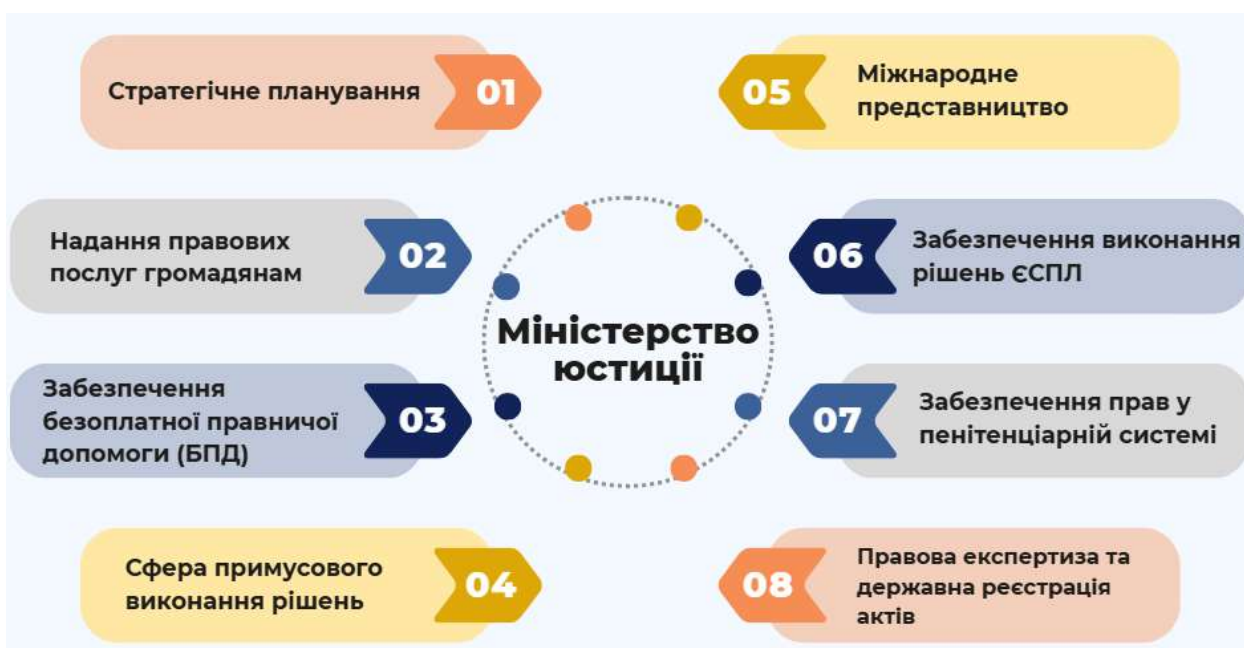 Стратегічне планування
01
Надання правових
послуг громадянам
02
Забезпечення
безоплатної правничої
допомоги (БПД)
03
Сфера примусового
виконання рішень
04
Міністерство
юстиції
05
Міжнародне
представництво
06
Забезпечення виконання
рішень ЄСПЛ
07
Забезпечення прав у
пенітенціарній системі
08
Правова експертиза та
державна реєстрація
актів